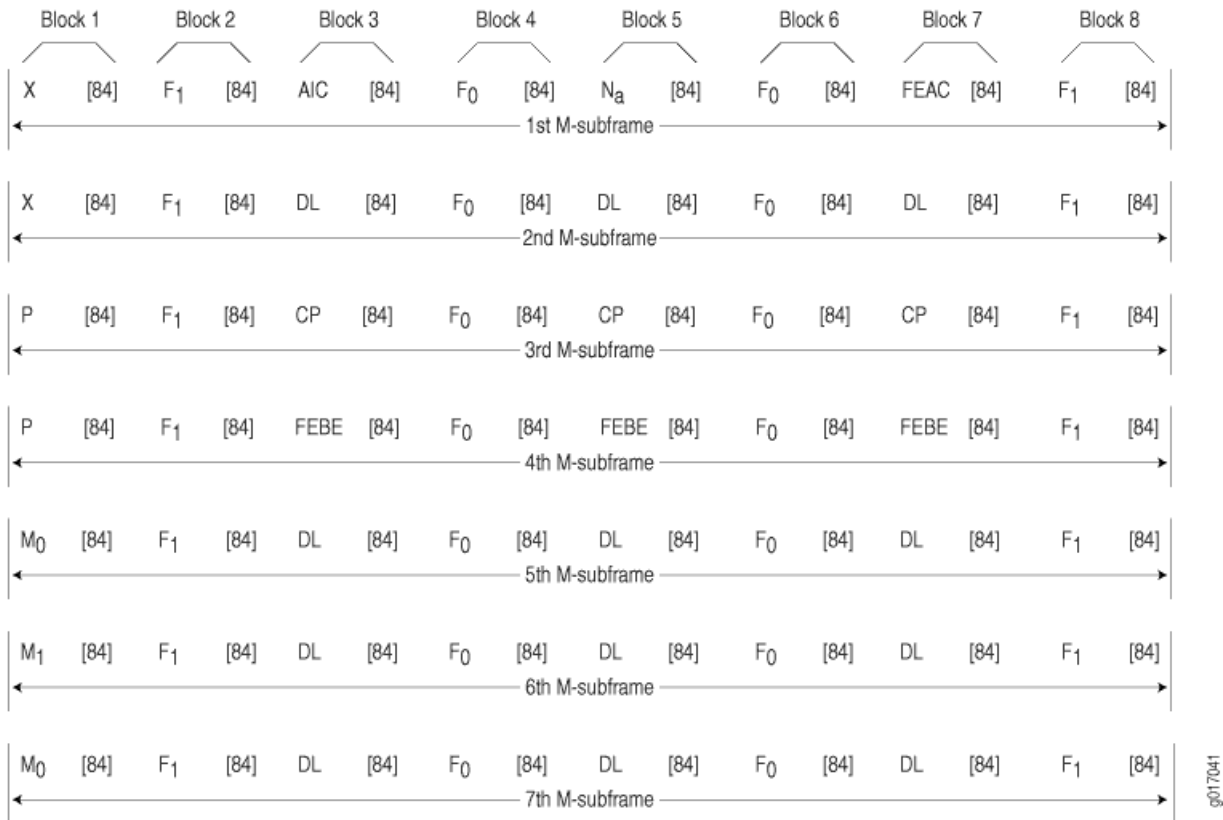 Block 1 Block 2 Block 3 Block 4 Block 5 Block 6 Block 7 Block 8
X [84] F1 [84] AIC [84] F0 [84] Na [84] F0 [84] FEAC [84] F1 [84]
1st M-subframe
X [84] F1 [84] DL [84] F0 [84] DL [84] F0 [84] DL [84] F1 [84]
2nd M-subframe
P [84] F1 [84] CP [84] F0 [84] CP [84] F0 [84] CP [84] F1 [84]
3rd M-subframe
P [84] F1 [84] FEBE [84] F0 [84] FEBE [84] F0 [84] FEBE [84] F1 [84]
4th M-subframe
M0 [84] F1 [84] DL [84] F0 [84] DL [84] F0 [84] DL [84] F1 [84]
5th M-subframe
M1 [84] F1 [84] DL [84] F0 [84] DL [84] F0 [84] DL [84] F1 [84]
6th M-subframe
M0 [84] F1 [84] DL [84] F0 [84] DL [84] F0 [84] DL [84] F1 [84]
7th M-subframe
g017041